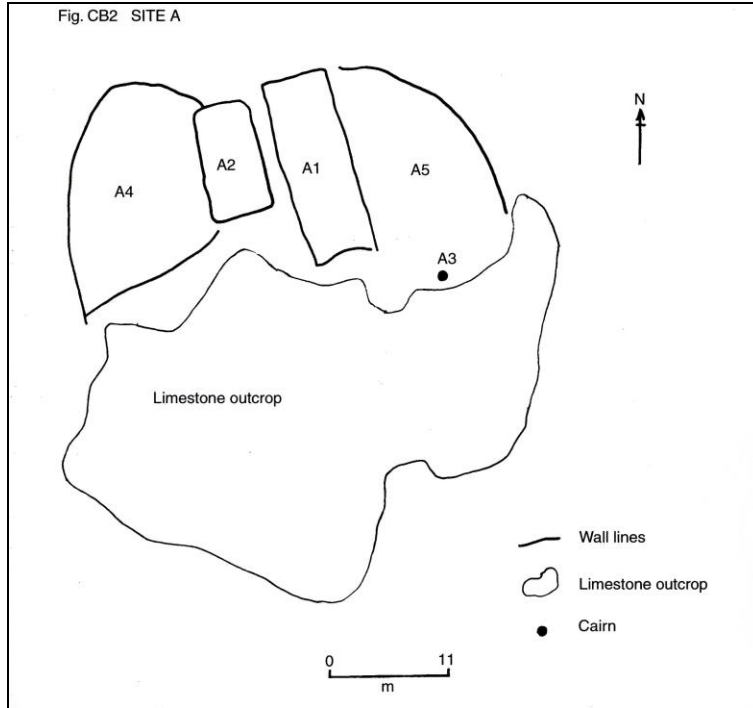 Fig. CB2 SITE A
N
A4
A2
A1
A5
A3
Limestone outcrop
Wall lines
Limestone outcrop
Cairn
0 11
m